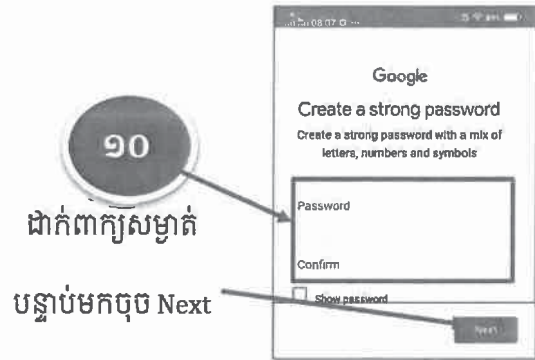 08:07
Google
Create a strong password
Create a strong password with a mix of
letters, numbers and symbols
១០
Password
ដាក់ពាក្យសម្ងាត់
Confirm
Show password
បន្ទាប់មកចុច Next
Next